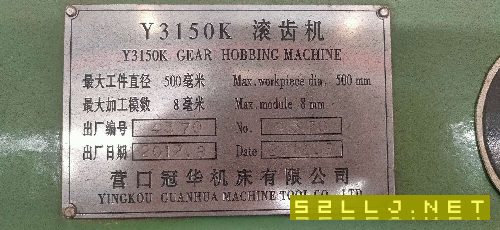 Y3150K 滚齿机
Y3150K GEAR HOBBING MACHINE
最大工件直径 500毫米 Max. workpiece dia. 500 mm
最大加工模数 8毫米 Max. module 8 mm
出厂编号 No.
出厂日期 Date
营口冠华机床有限公司
YINGKOU GUANHUA MACHINE TOOL CO. LTD.
52LLJ.NET